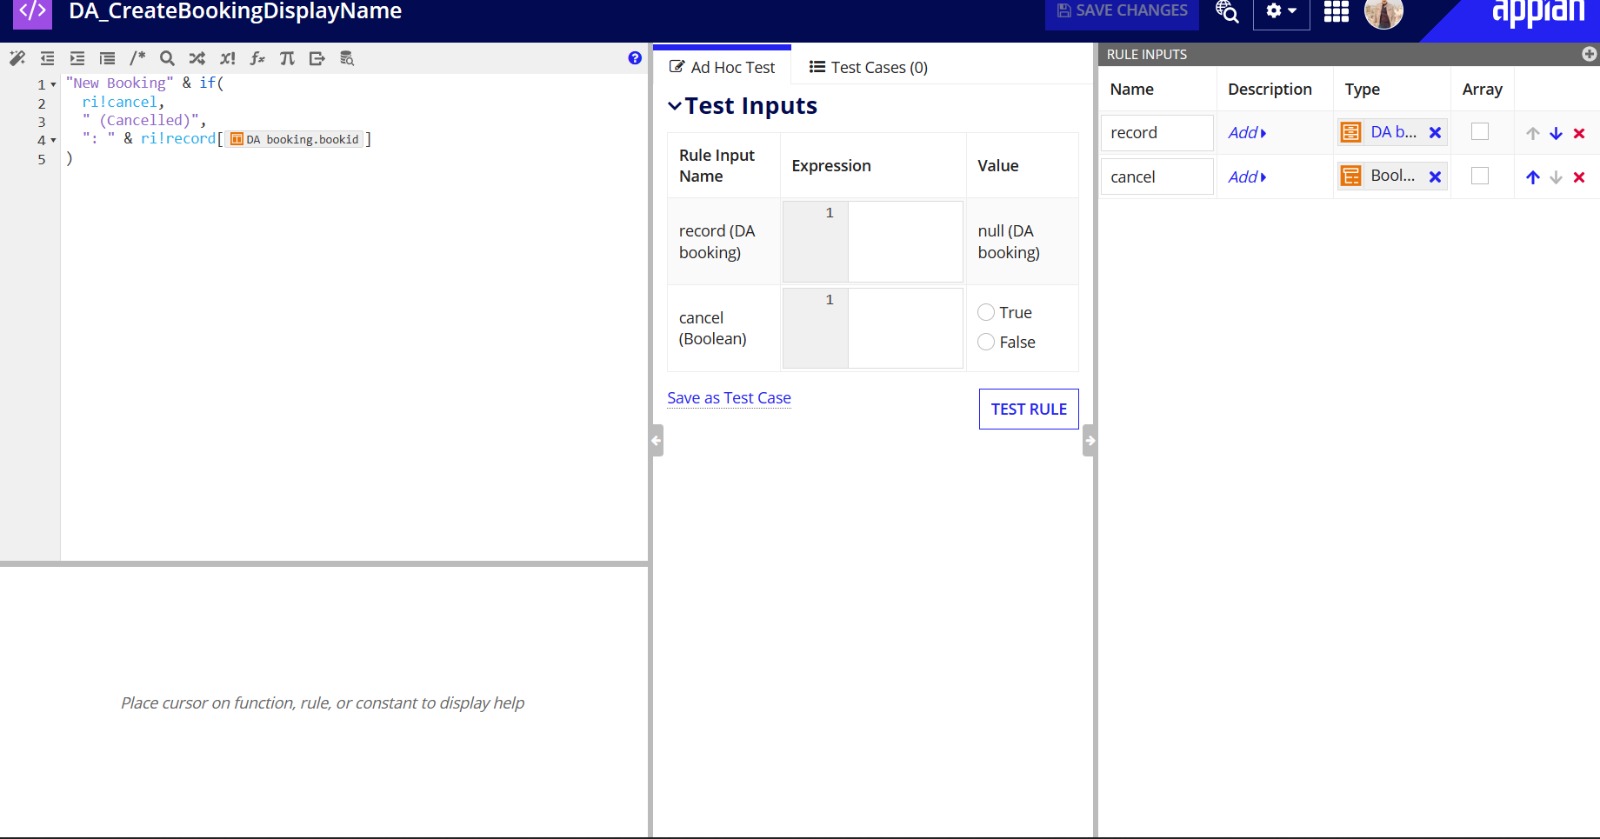 </> DA_CreateBookingDisplayName
SAVE CHANGES
appian
/*
x!
fx
π
?
1 "New Booking" & if(
2 ri!cancel,
3 " (Cancelled)",
4 ": " & ri!record[ DA booking.bookid ]
5 )
Place cursor on function, rule, or constant to display help
Ad Hoc Test
Test Cases (0)
Test Inputs
Rule Input Name
Expression
Value
record (DA booking)
1
null (DA booking)
cancel (Boolean)
1
True
False
Save as Test Case
TEST RULE
RULE INPUTS
Name Description Type Array
record Add DA b...
cancel Add Bool...